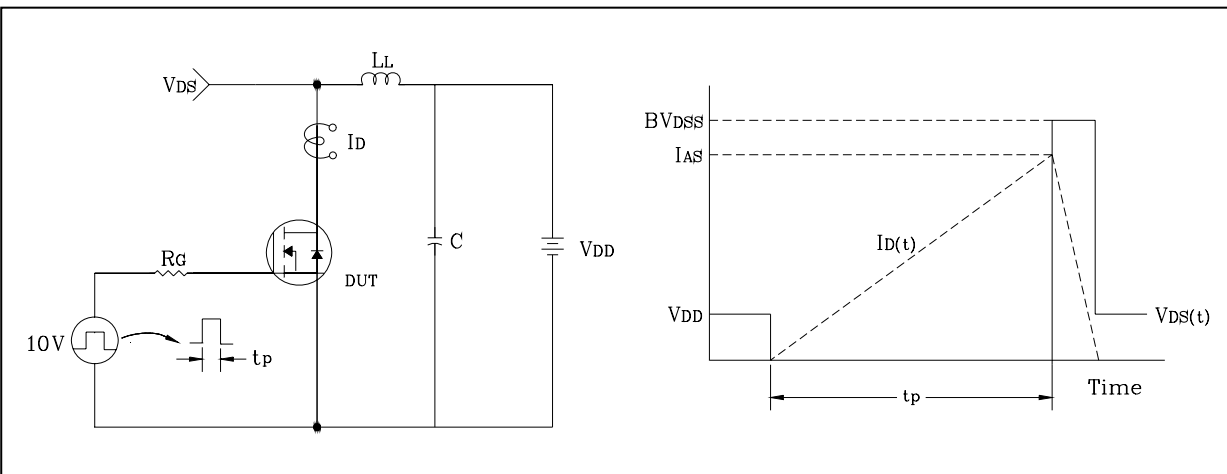 LL
VDS
ID
RG
DUT
C
VDD
10V
tp
BVDSS
IAS
ID(t)
VDD
VDS(t)
Time
tp